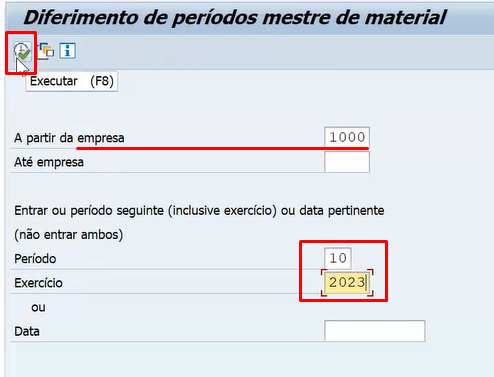 Diferimento de períodos mestre de material
Executar (F8)
A partir da empresa 1000
Até empresa
Entrar ou período seguinte (inclusive exercício) ou data pertinente
(não entrar ambos)
Período 10
Exercício 2023
ou
Data